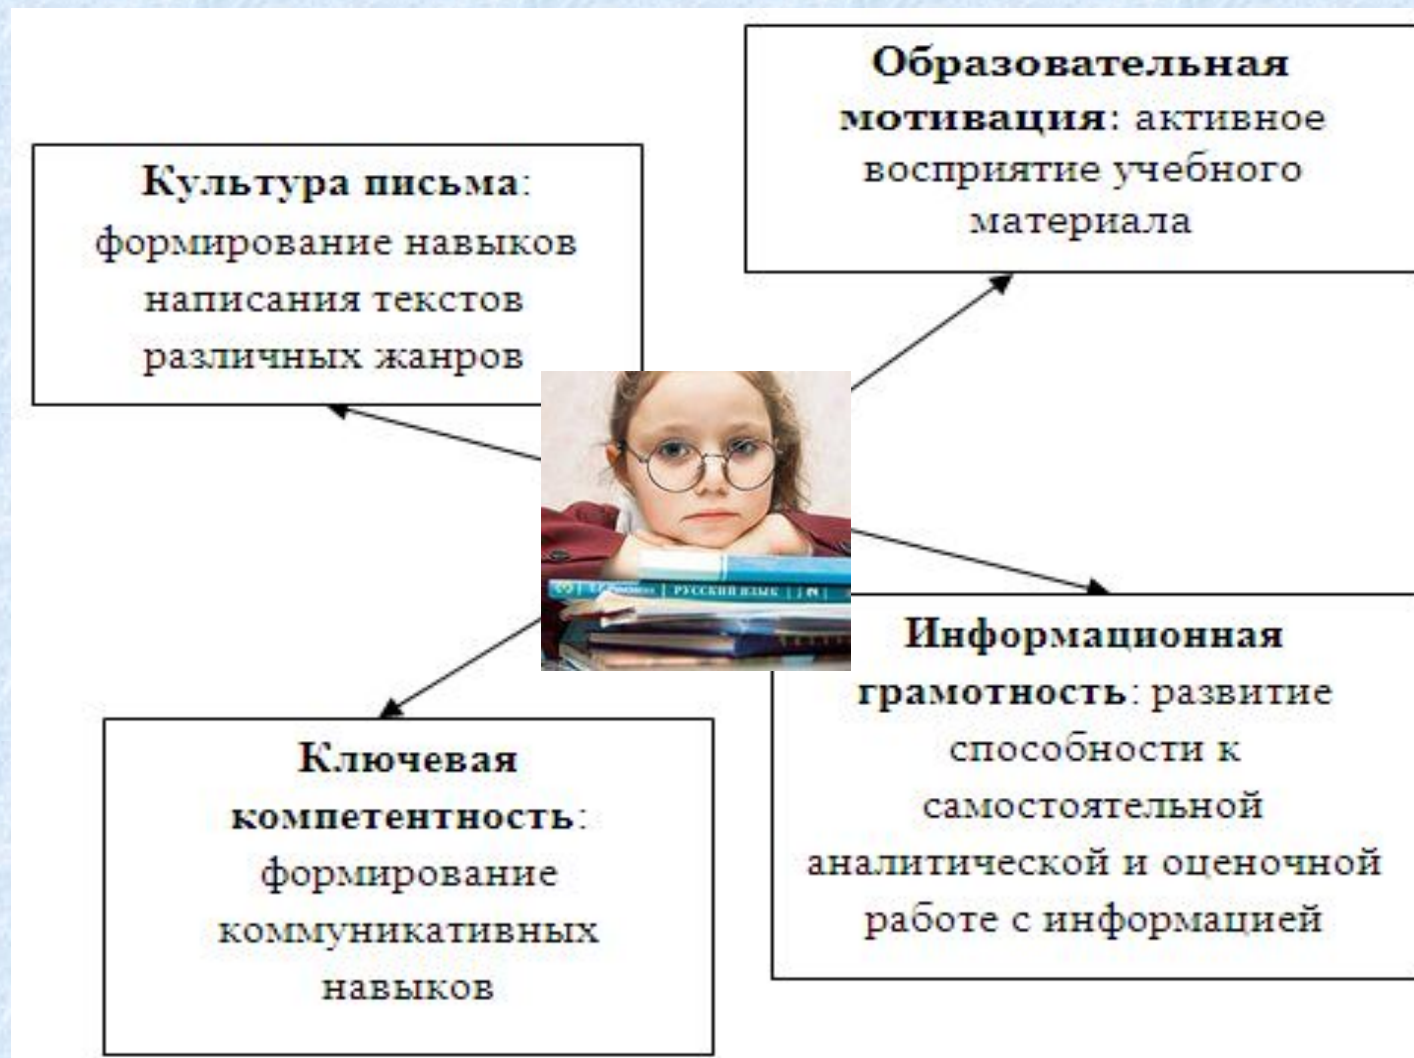 Образовательная
мотивация: активное
восприятие учебного
материала
Культура письма:
формирование навыков
написания текстов
различных жанров
РУССКИЙ ЯЗЫК
Информационная
грамотность: развитие
способности к
самостоятельной
аналитической и оценочной
работе с информацией
Ключевая
компетентность:
формирование
коммуникативных
навыков